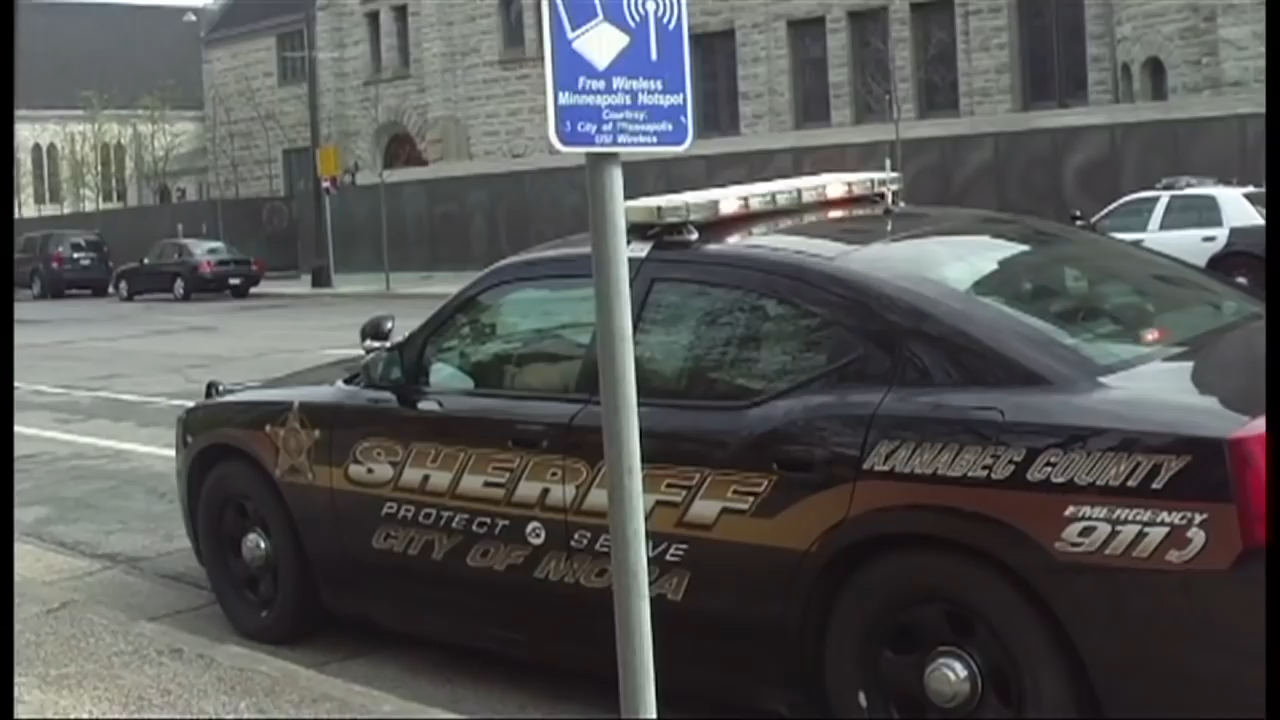 Free Wireless
Minneapolis Hotspot
Courtesy:
City of Minneapolis
USI Wireless
SHERIFF
PROTECT & SERVE
CITY OF MORA
KANABEC COUNTY
EMERGENCY
911